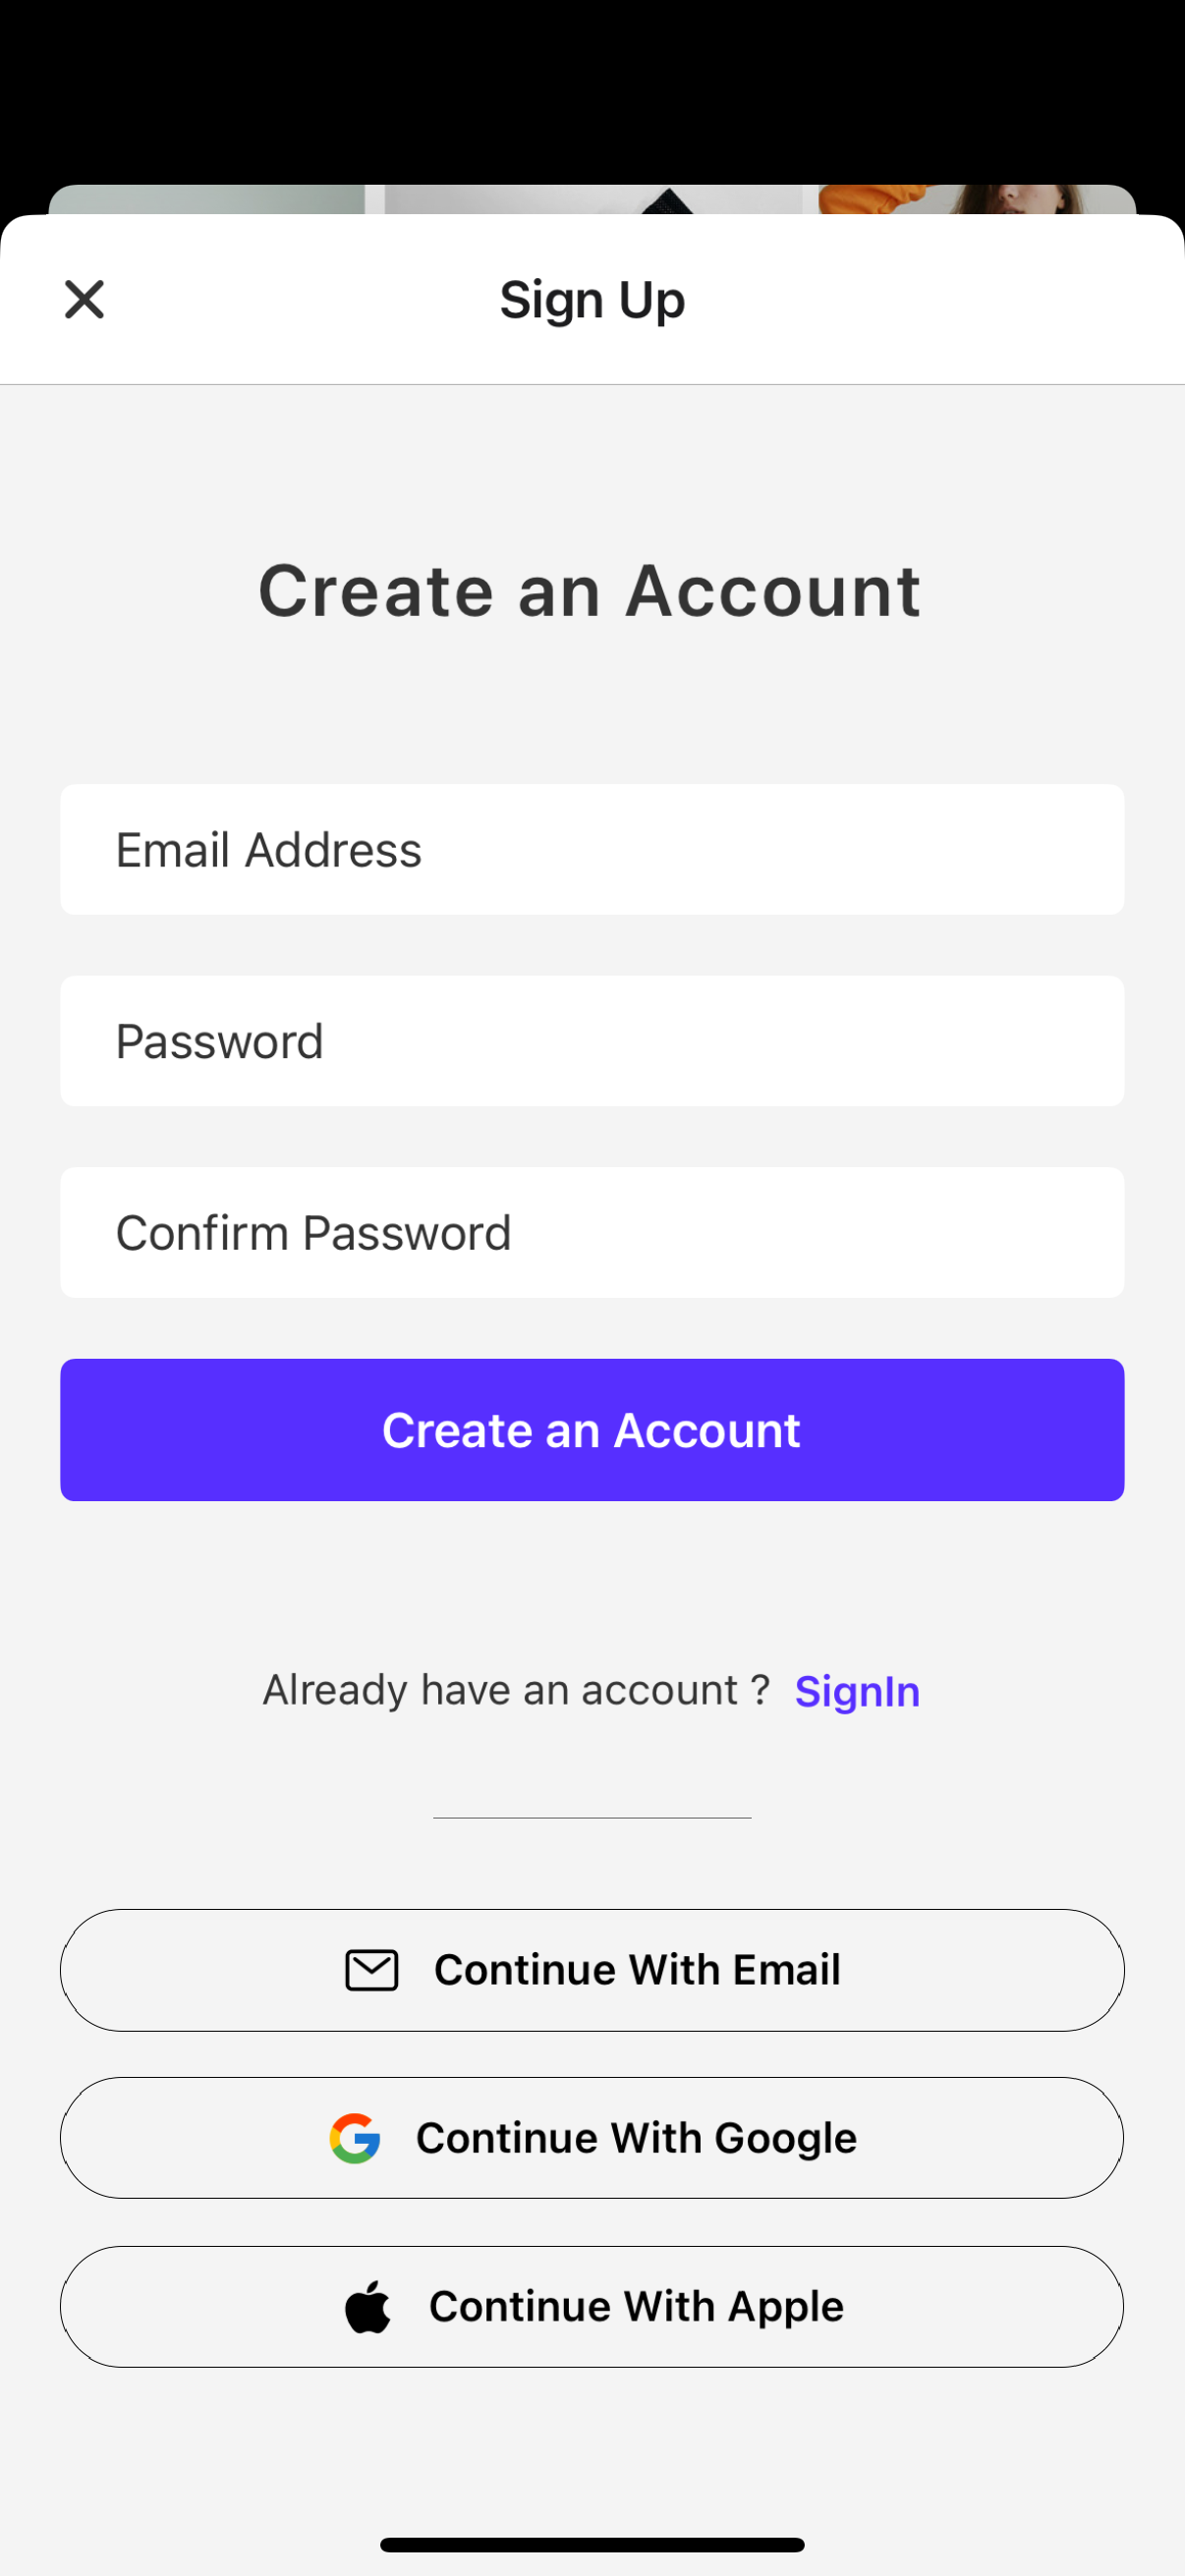 Sign Up
Create an Account
Email Address
Password
Confirm Password
Create an Account
Already have an account ? SignIn
Continue With Email
Continue With Google
Continue With Apple